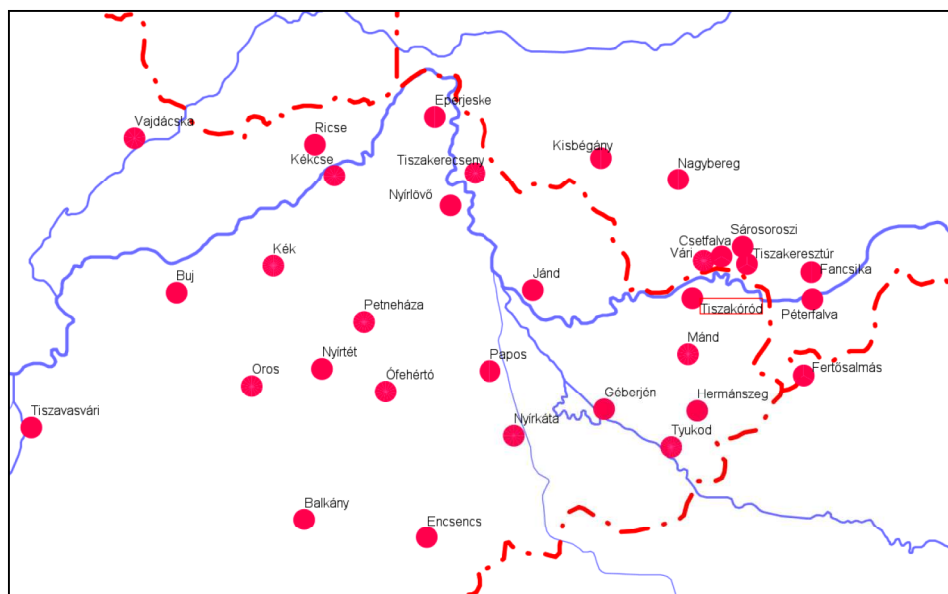 Eperjeske
Vajdácska
Ricse
Kékcse
Tiszakerecseny
Kisbégány
Nagybereg
Nyírlövő
Sárosoroszi
Csetfalva
Vári
Tiszakeresztúr
Kék
Fancsika
Buj
Jánd
Tiszakóród
Péterfalva
Petneháza
Mánd
Nyírtét
Papos
Oros
Ófehértó
Fertősalmás
Géberjén
Hermánszeg
Tiszavasvári
Nyírkáta
Tyukod
Balkány
Encsencs